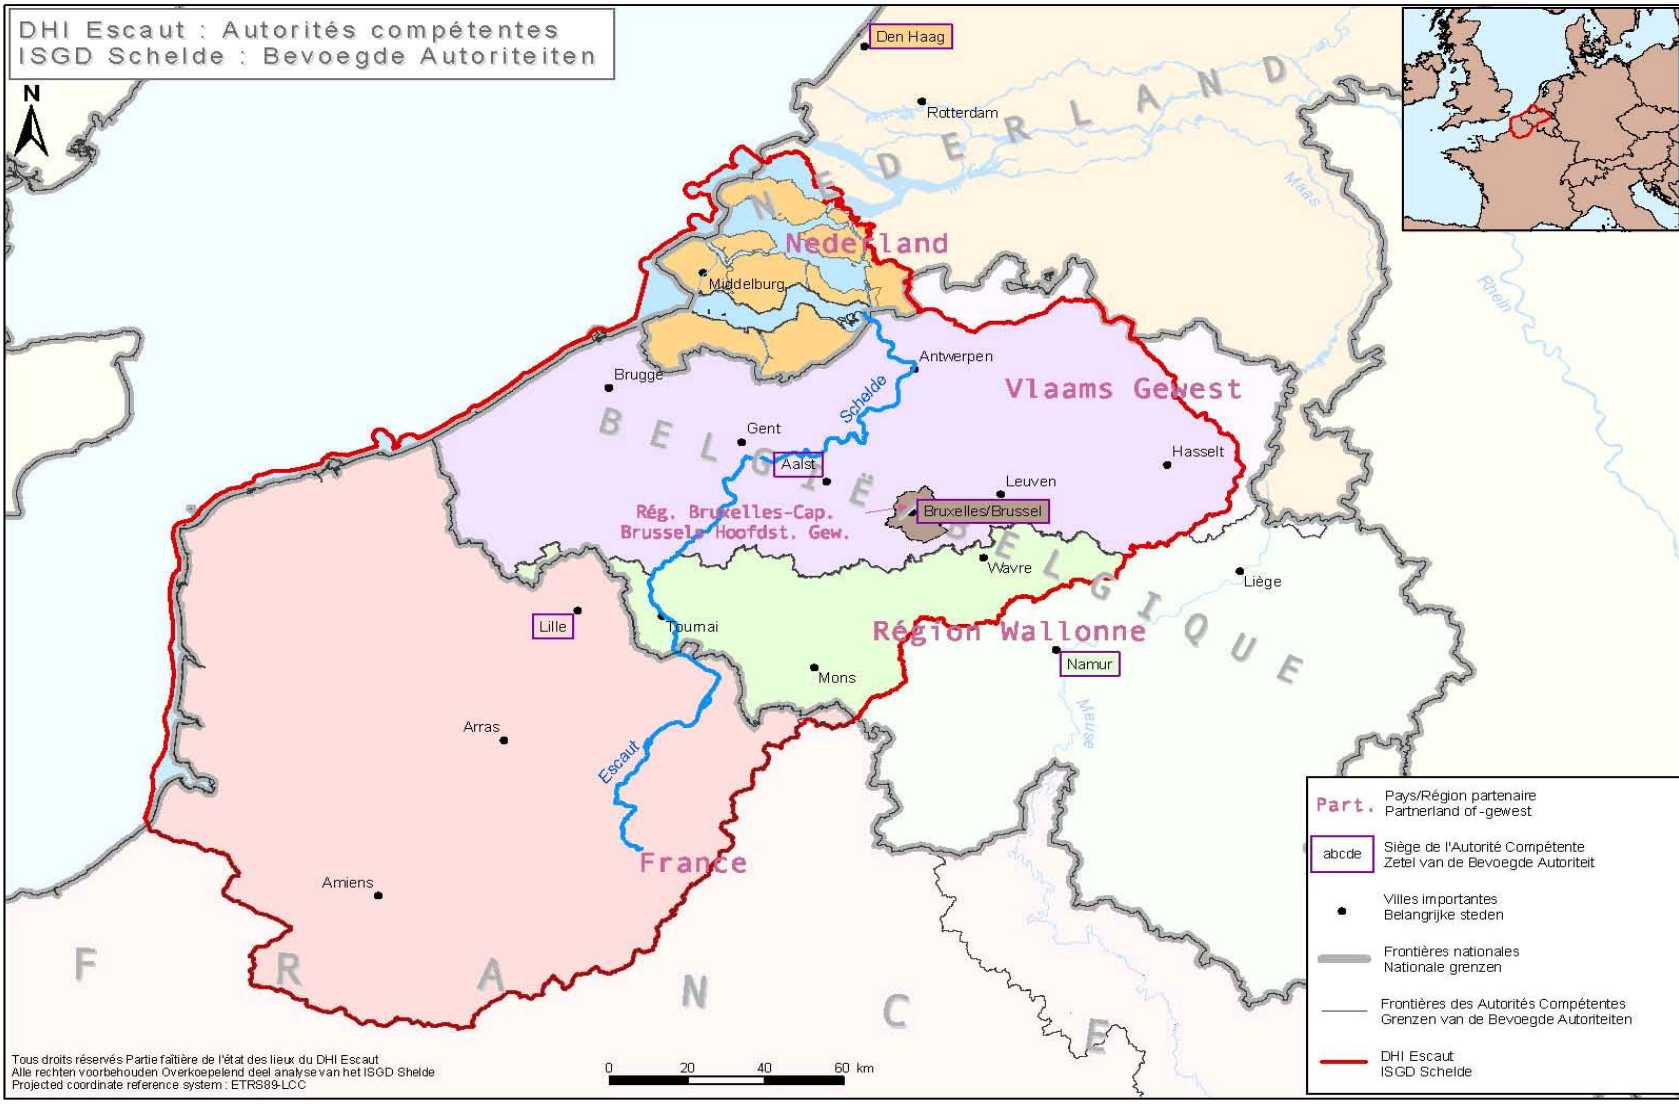 DHI Escaut : Autorités compétentes
ISGD Schelde : Bevoegde Autoriteiten
N
Den Haag
Rotterdam
NEDERLAND
Maas
Rhein
Nederland
Middelburg
Antwerpen
Brugge
Schelde
Vlaams Gewest
BELGIË / BELGIQUE
Gent
Aalst
Hasselt
Leuven
Rég. Bruxelles-Cap.
Brussels Hoofdst. Gew.
Bruxelles/Brussel
Wavre
Liège
Lille
Tournai
Région Wallonne
Namur
Mons
Meuse
Arras
Escaut
France
Amiens
FRANCE
Part.
Pays/Région partenaire
Partnerland of -gewest
abcde
Siège de l'Autorité Compétente
Zetel van de Bevoegde Autoriteit
Villes importantes
Belangrijke steden
Frontières nationales
Nationale grenzen
Frontières des Autorités Compétentes
Grenzen van de Bevoegde Autoriteiten
DHI Escaut
ISGD Schelde
Tous droits réservés Partie faîtière de l'état des lieux du DHI Escaut
Alle rechten voorbehouden Overkoepelend deel analyse van het ISGD Shelde
Projected coordinate reference system : ETRS89-LCC
0 20 40 60 km